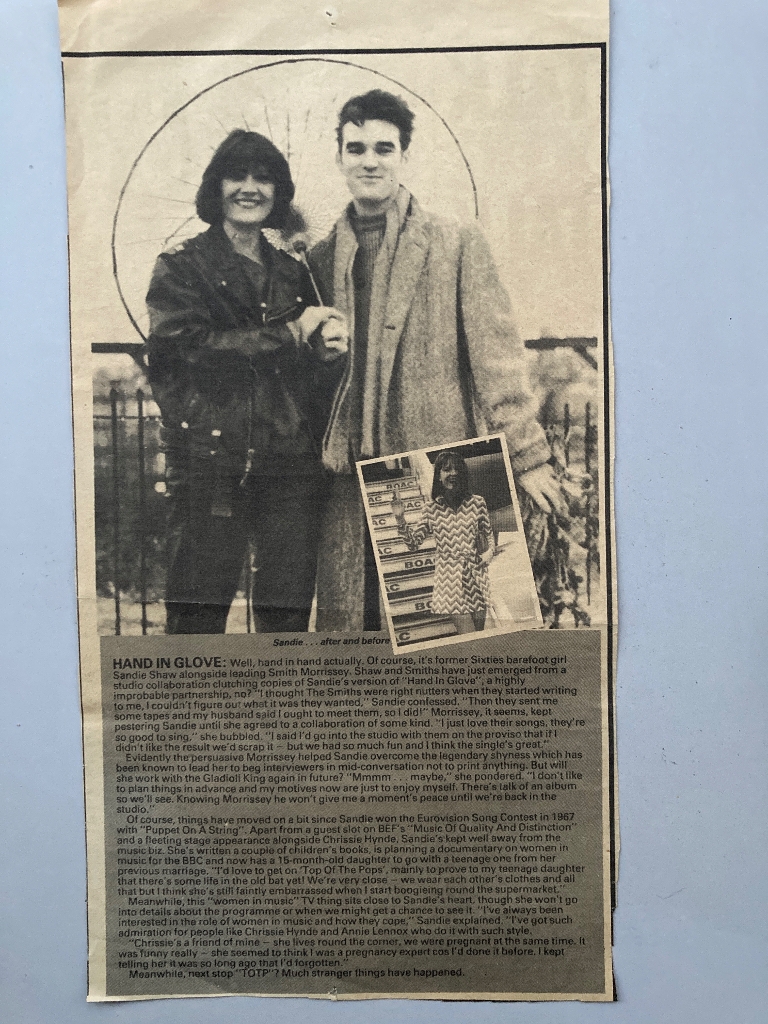 BOAC
AC
AC
AC
BOAC
AC
BOA
Sandie . . . after and before
HAND IN GLOVE: Well, hand in hand actually. Of course, it's former Sixties barefoot girl
Sandie Shaw alongside leading Smith Morrissey. Shaw and Smiths have just emerged from a
studio collaboration clutching copies of Sandie's version of "Hand In Glove", a highly
improbable partnership, no? "I thought The Smiths were right nutters when they started writing
to me, I couldn't figure out what it was they wanted," Sandie confessed. "Then they sent me
some tapes and my husband said I ought to meet them, so I did!" Morrissey, it seems, kept
pestering Sandie until she agreed to a collaboration of some kind. "I just love their songs, they're
so good to sing," she bubbled. "I said I'd go into the studio with them on the proviso that if I
didn't like the result we'd scrap it – but we had so much fun and I think the single's great."
Evidently the persuasive Morrissey helped Sandie overcome the legendary shyness which has
been known to lead her to beg interviewers in mid-conversation not to print anything. But will
she work with the Gladioli King again in future? "Mmmm . . . maybe," she pondered. "I don't like
to plan things in advance and my motives now are just to enjoy myself. There's talk of an album
so we'll see. Knowing Morrissey he won't give me a moment's peace until we're back in the
studio."
Of course, things have moved on a bit since Sandie won the Eurovision Song Contest in 1967
with "Puppet On A String". Apart from a guest slot on BEF's "Music Of Quality And Distinction"
and a fleeting stage appearance alongside Chrissie Hynde, Sandie's kept well away from the
music biz. She's written a couple of children's books, is planning a documentary on women in
music for the BBC and now has a 15-month-old daughter to go with a teenage one from her
previous marriage. "I'd love to get on 'Top Of The Pops', mainly to prove to my teenage daughter
that there's some life in the old bat yet! We're very close – we wear each other's clothes and all
that but I think she's still faintly embarrassed when I start boogieing round the supermarket."
Meanwhile, this "women in music" TV thing sits close to Sandie's heart, though she won't go
into details about the programme or when we might get a chance to see it. "I've always been
interested in the role of women in music and how they cope," Sandie explained. "I've got such
admiration for people like Chrissie Hynde and Annie Lennox who do it with such style.
"Chrissie's a friend of mine – she lives round the corner, we were pregnant at the same time. It
was funny really – she seemed to think I was a pregnancy expert cos I'd done it before. I kept
telling her it was so long ago that I'd forgotten."
Meanwhile, next stop "TOTP"? Much stranger things have happened.